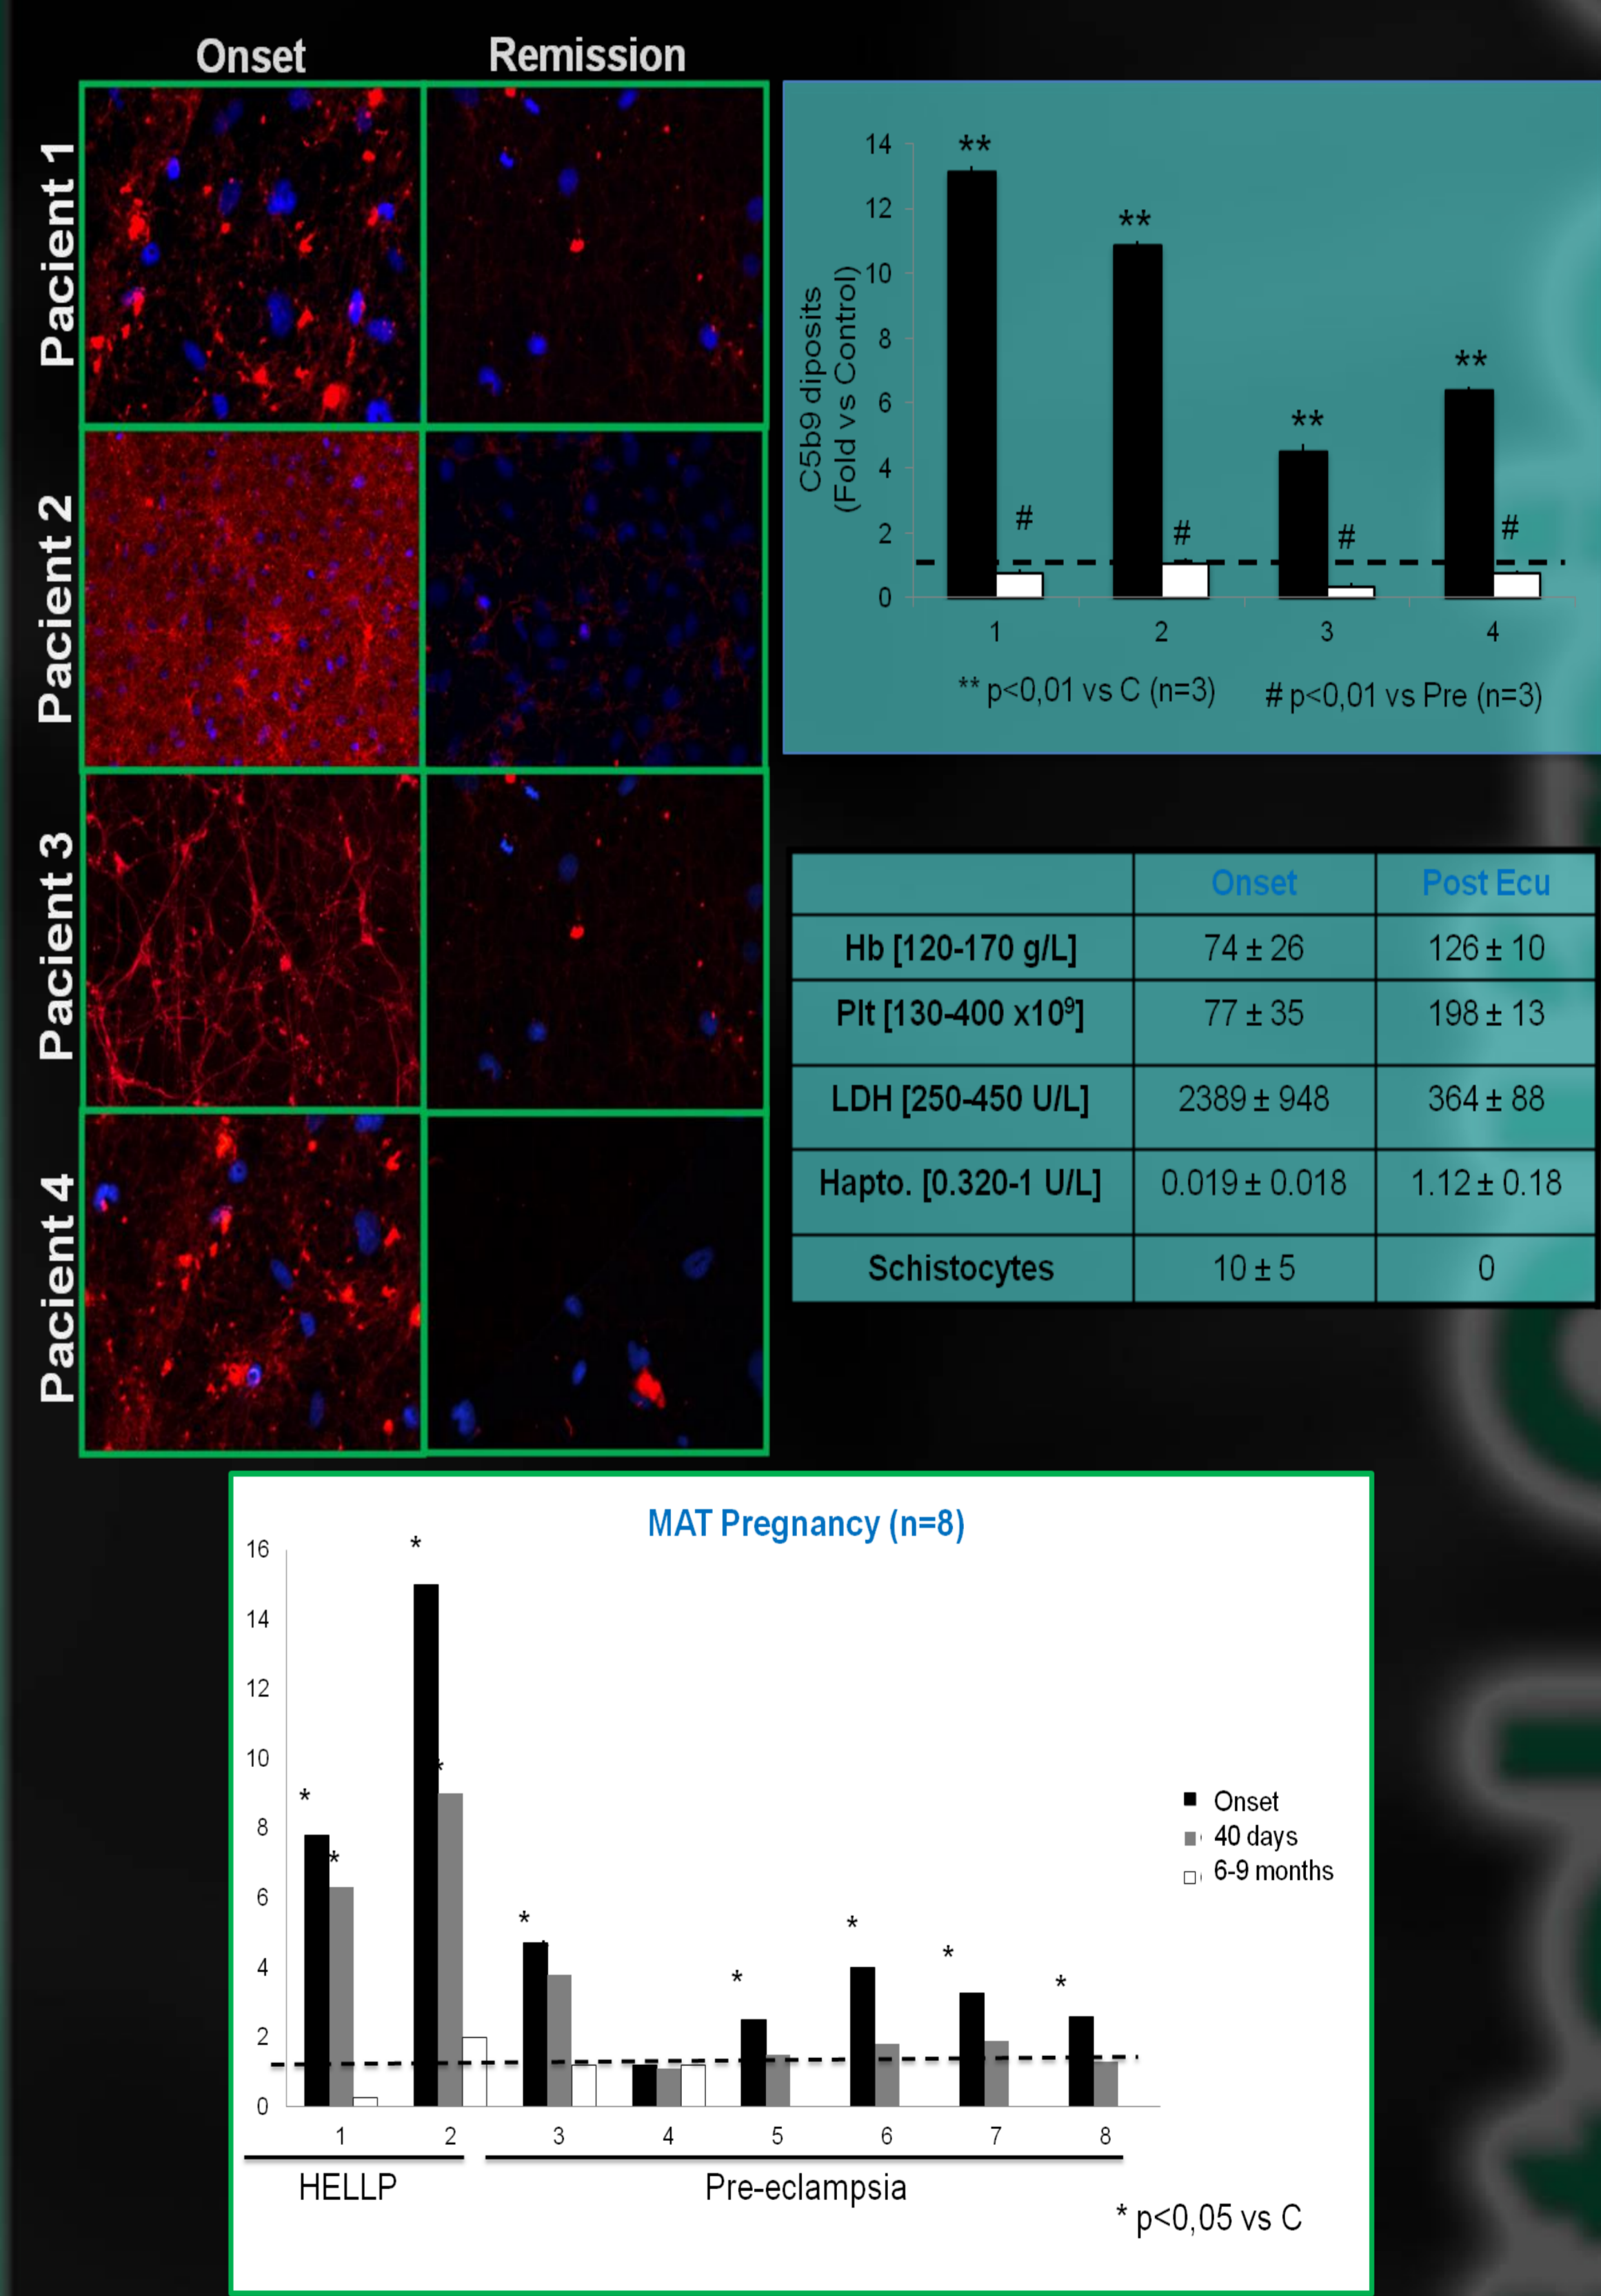 Onset Remission
Pacient 1
Pacient 2
Pacient 3
Pacient 4
C5b9 diposits
(Fold vs Control)
14
12
10
8
6
4
2
0
** ** ** **
# # # #
1 2 3 4
** p<0,01 vs C (n=3) # p<0,01 vs Pre (n=3)
Onset Post Ecu
Hb [120-170 g/L] 74 ± 26 126 ± 10
Plt [130-400 x10⁹] 77 ± 35 198 ± 13
LDH [250-450 U/L] 2389 ± 948 364 ± 88
Hapto. [0.320-1 U/L] 0.019 ± 0.018 1.12 ± 0.18
Schistocytes 10 ± 5 0
MAT Pregnancy (n=8)
16
14
12
10
8
6
4
2
0
* * * * * * * * *
Onset
40 days
6-9 months
1 2 3 4 5 6 7 8
HELLP Pre-eclampsia
* p<0,05 vs C